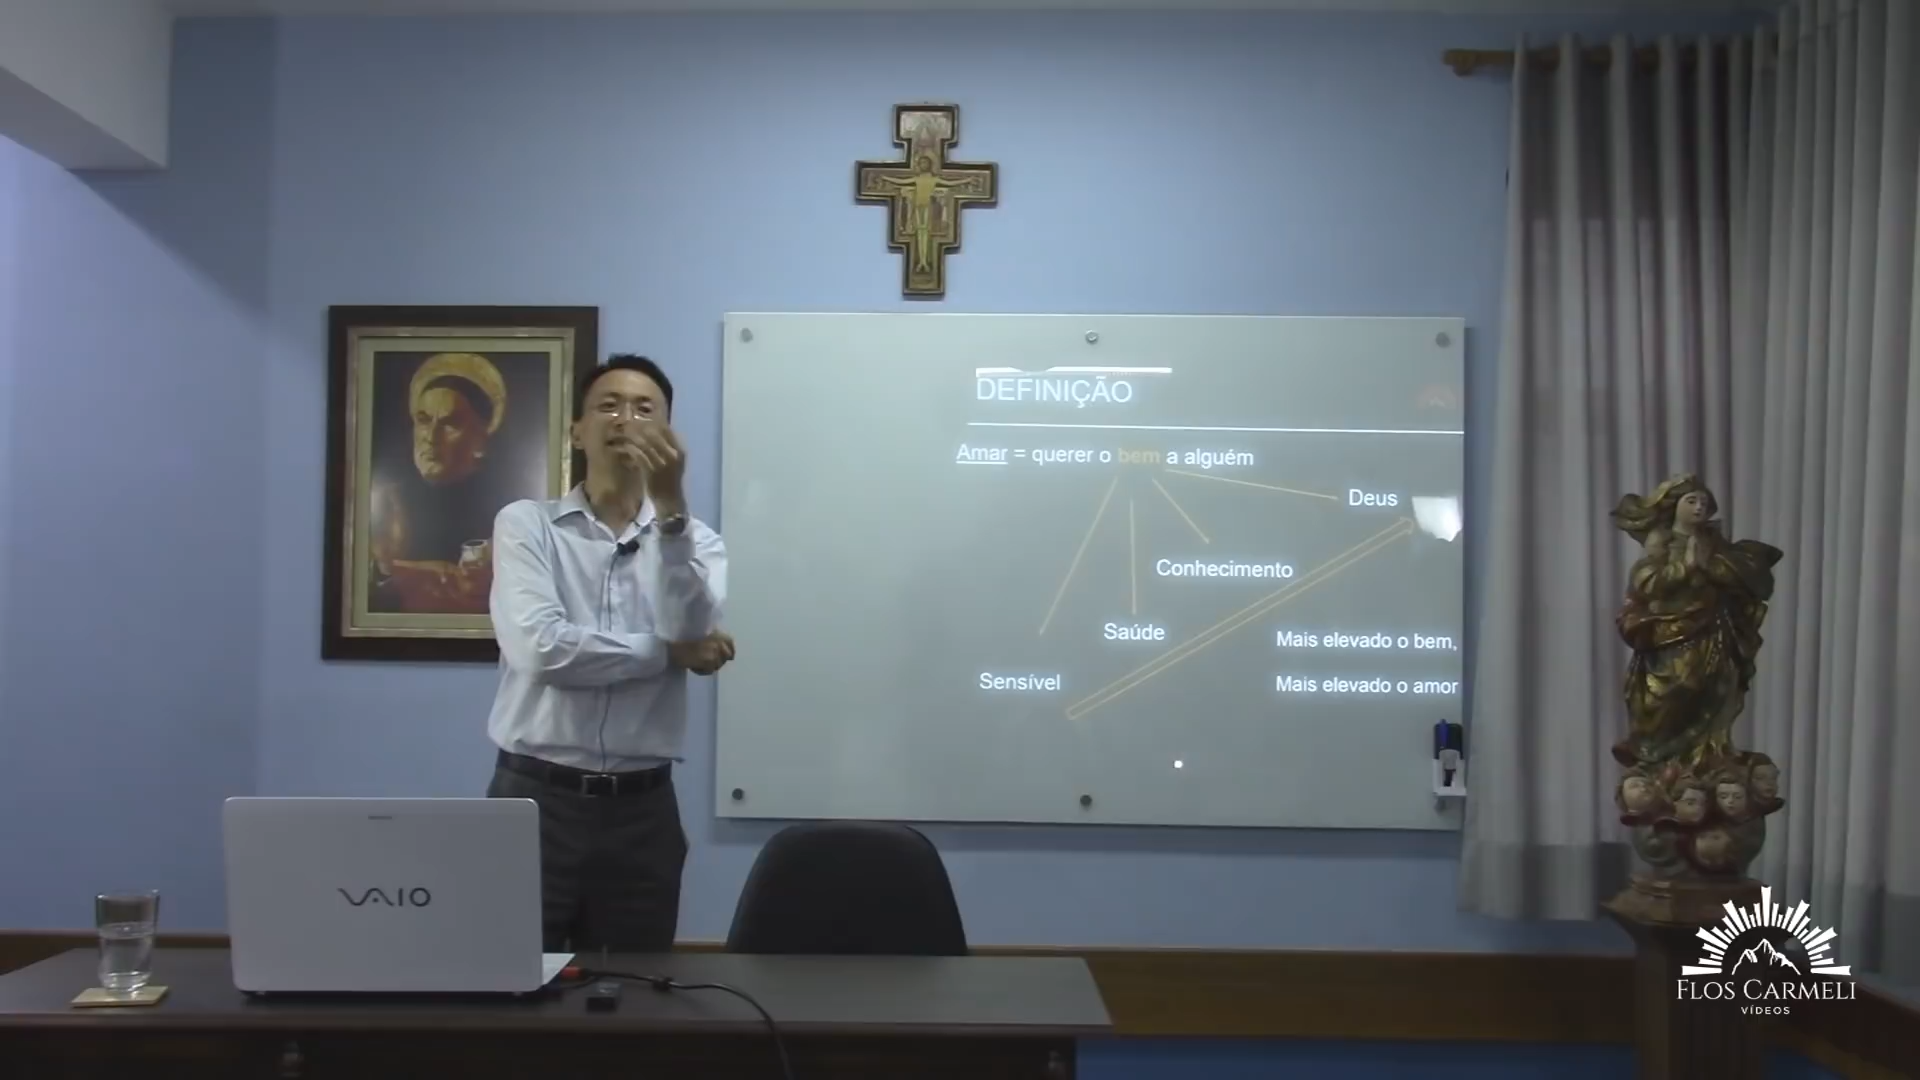 DEFINIÇÃO
Amar = querer o bem a alguém
Deus
Conhecimento
Saúde
Mais elevado o bem,
Sensível
Mais elevado o amor
VAIO
FLOS CARMELI
VÍDEOS